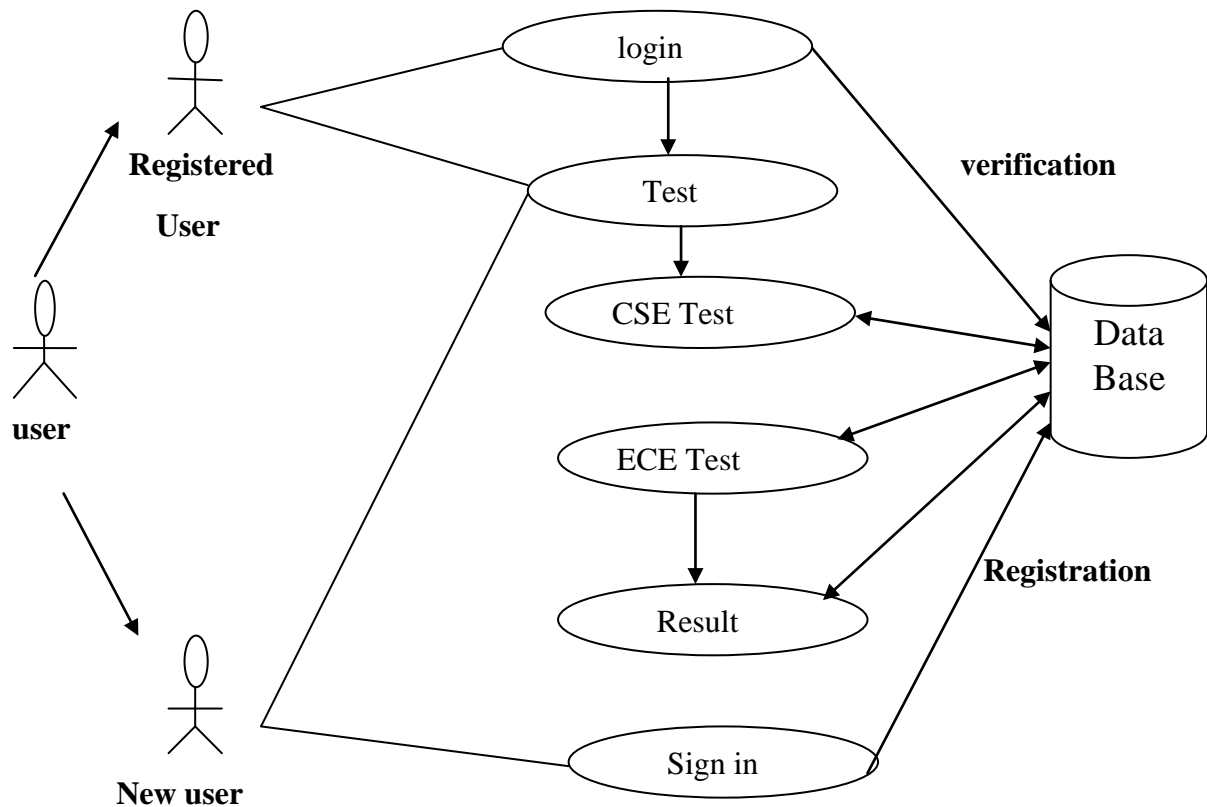 login
Registered
User
verification
Test
CSE Test
Data
Base
user
ECE Test
Registration
Result
Sign in
New user